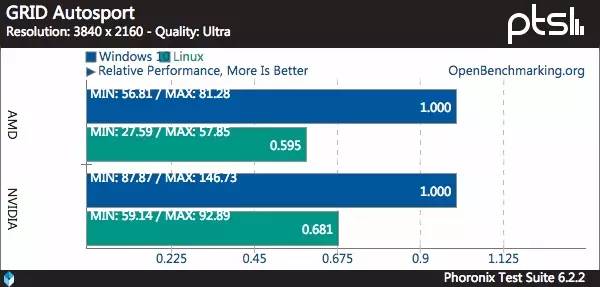 GRID Autosport
Resolution: 3840 x 2160 - Quality: Ultra
ptsl
Windows 10 Linux
▶ Relative Performance, More Is Better
OpenBenchmarking.org
AMD
MIN: 56.81 / MAX: 81.28
1.000
MIN: 27.59 / MAX: 57.85
0.595
NVIDIA
MIN: 87.87 / MAX: 146.73
1.000
MIN: 59.14 / MAX: 92.89
0.681
0.225 0.45 0.675 0.9 1.125
Phoronix Test Suite 6.2.2